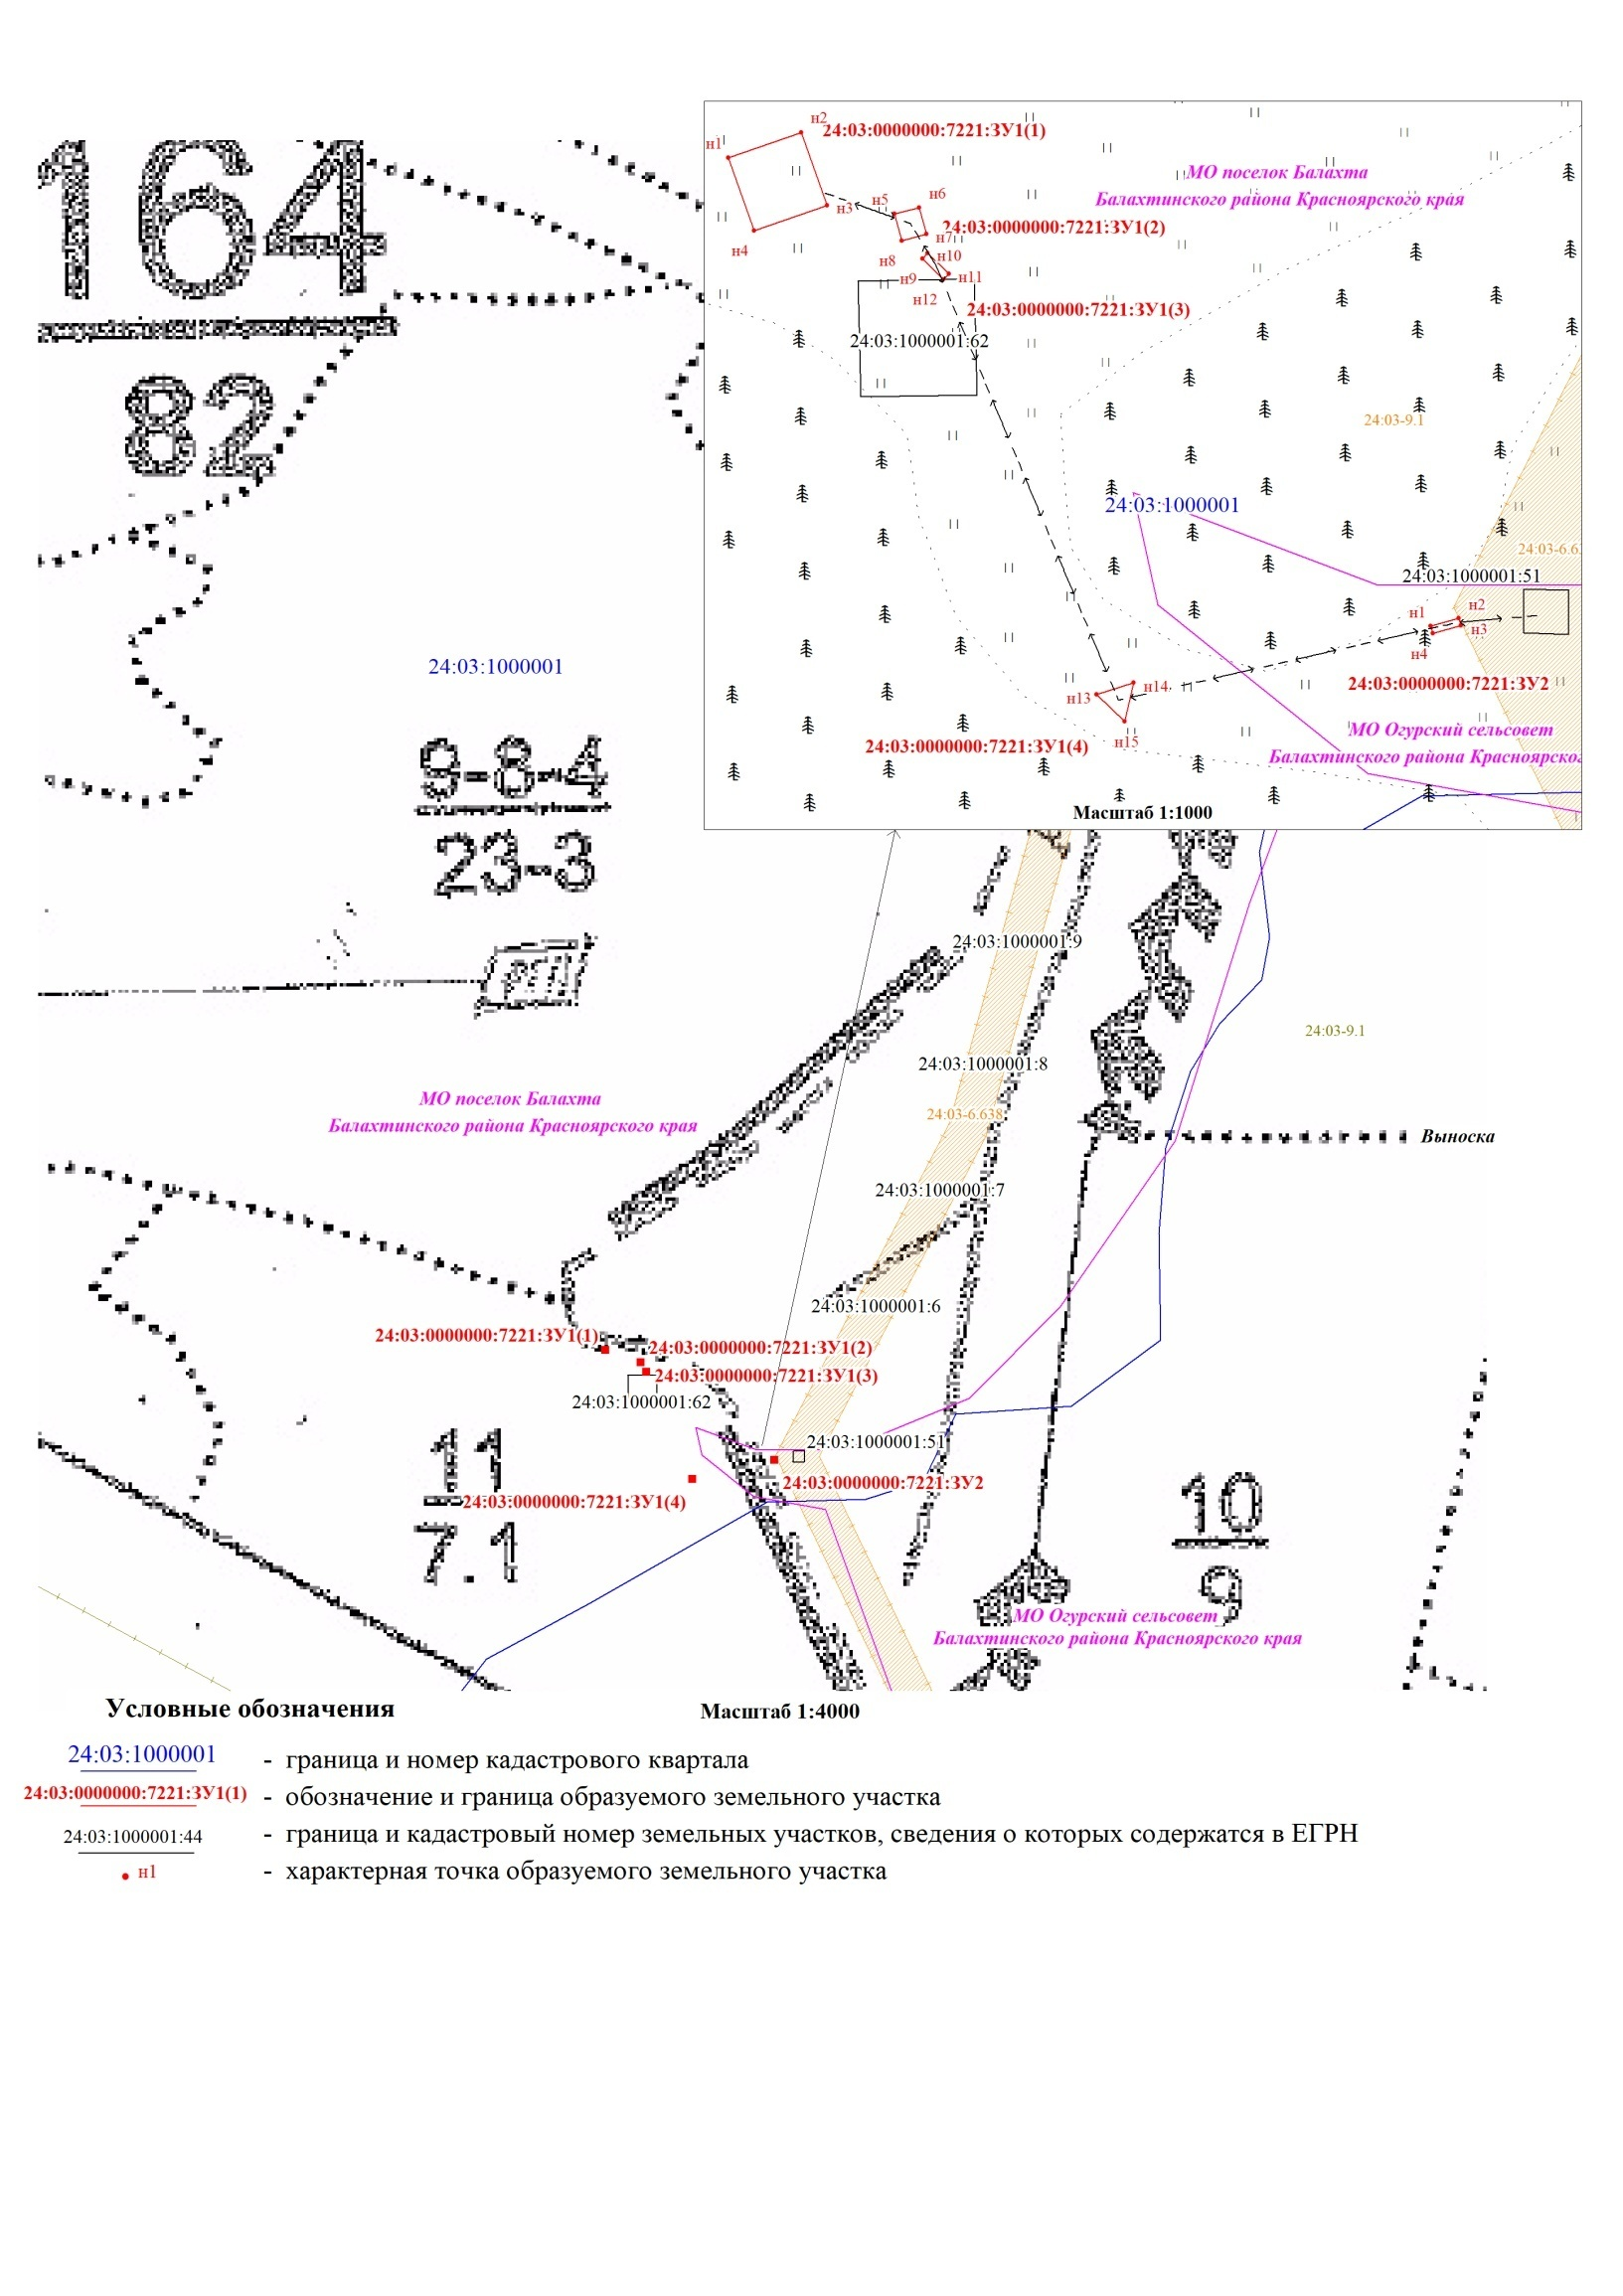 н1
н2
24:03:0000000:7221:ЗУ1(1)
н3
н4
н5
н6
24:03:0000000:7221:ЗУ1(2)
н7
н8
н10
н9
н11
н12
24:03:0000000:7221:ЗУ1(3)
24:03:1000001:62
МО поселок Балахта
Балахтинского района Красноярского края
24:03-9.1
24:03:1000001
24:03-6.63
24:03:1000001:51
н1
н2
н3
н4
24:03:0000000:7221:ЗУ2
н13
н14
н15
24:03:0000000:7221:ЗУ1(4)
МО Огурский сельсовет
Балахтинского района Красноярског
Масштаб 1:1000
164
82
24:03:1000001
9-8-4
23-3
24:03:1000001:9
24:03-9.1
24:03:1000001:8
МО поселок Балахта
Балахтинского района Красноярского края
24:03-6.638
Выноска
24:03:1000001:7
24:03:1000001:6
24:03:0000000:7221:ЗУ1(1)
24:03:0000000:7221:ЗУ1(2)
24:03:0000000:7221:ЗУ1(3)
24:03:1000001:62
24:03:1000001:51
24:03:0000000:7221:ЗУ2
24:03:0000000:7221:ЗУ1(4)
11
7.1
10
9
МО Огурский сельсовет
Балахтинского района Красноярского края
Условные обозначения
Масштаб 1:4000
24:03:1000001 - граница и номер кадастрового квартала
24:03:0000000:7221:ЗУ1(1) - обозначение и граница образуемого земельного участка
24:03:1000001:44 - граница и кадастровый номер земельных участков, сведения о которых содержатся в ЕГРН
н1 - характерная точка образуемого земельного участка